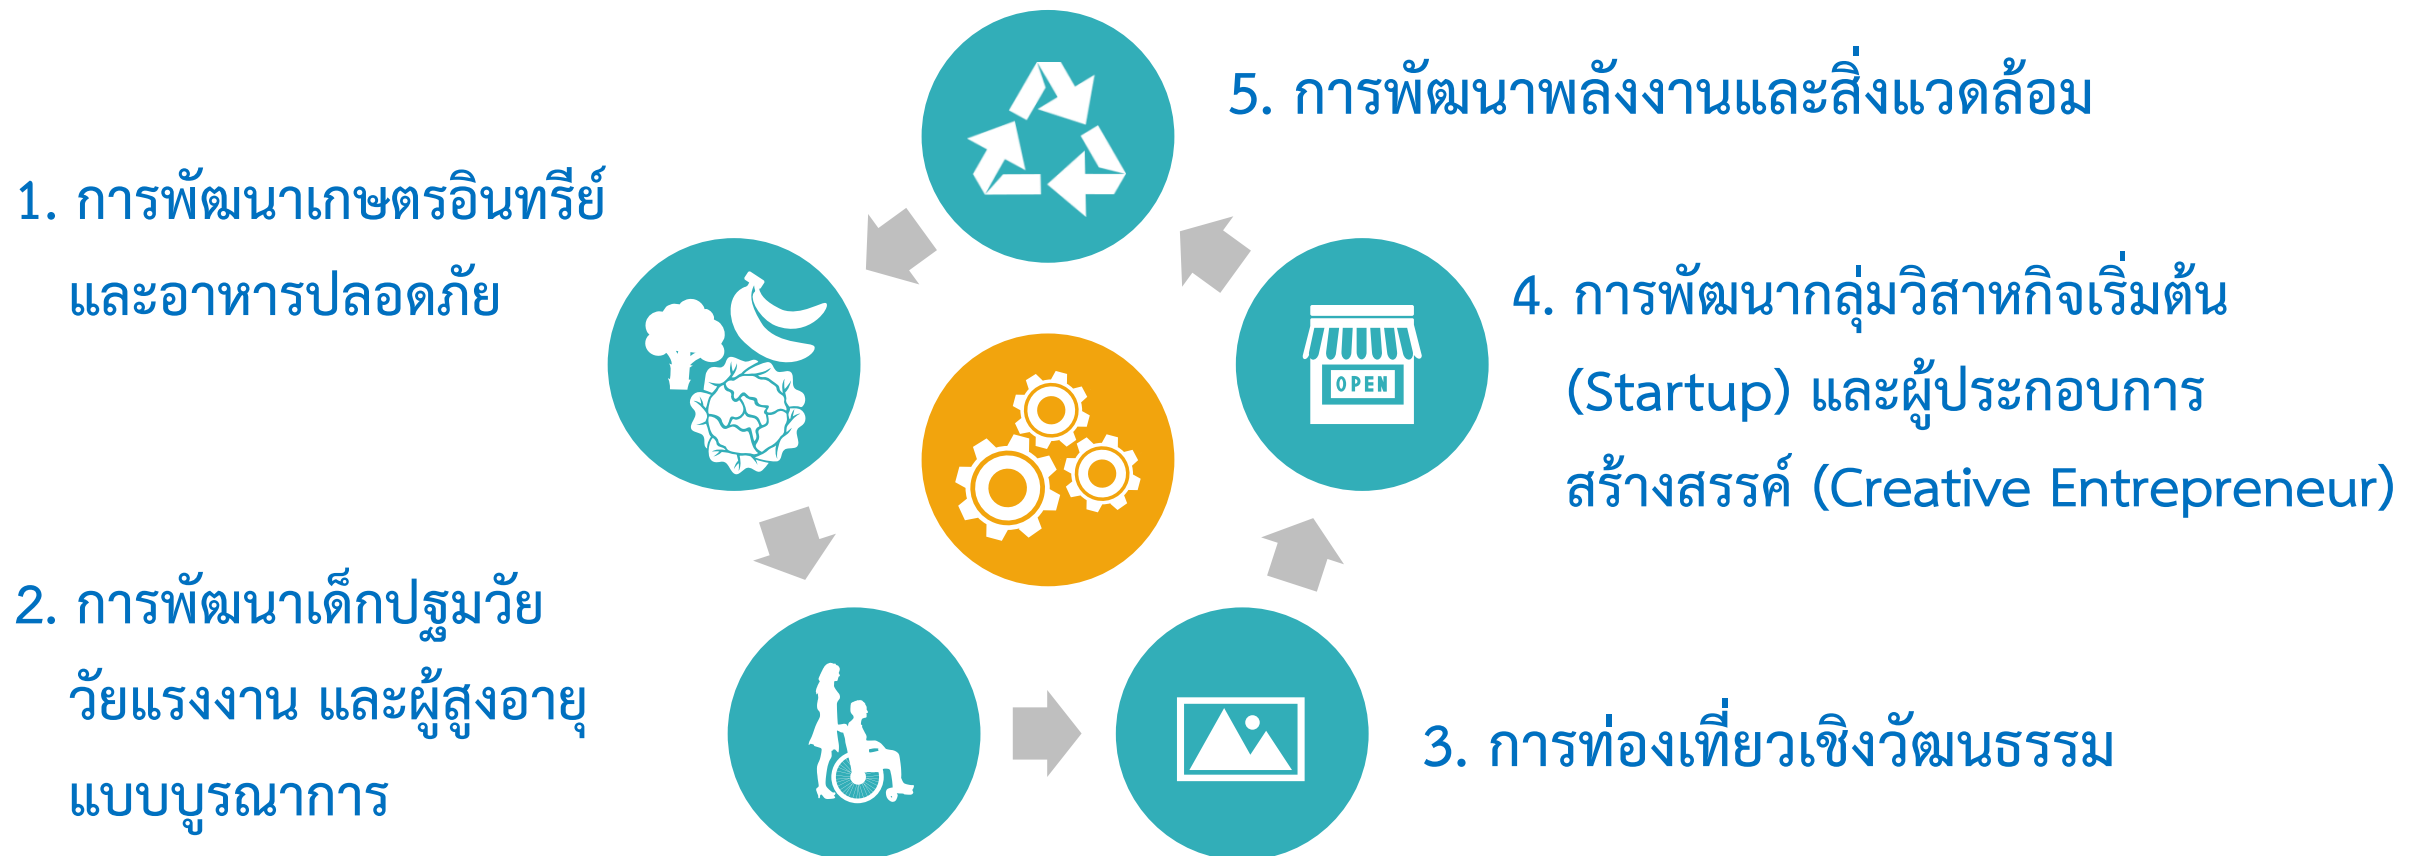 1. การพัฒนาเกษตรอินทรีย์
และอาหารปลอดภัย
2. การพัฒนาเด็กปฐมวัย
วัยแรงงาน และผู้สูงอายุ
แบบบูรณาการ
3. การท่องเที่ยวเชิงวัฒนธรรม
4. การพัฒนากลุ่มวิสาหกิจเริ่มต้น
(Startup) และผู้ประกอบการ
สร้างสรรค์ (Creative Entrepreneur)
5. การพัฒนาพลังงานและสิ่งแวดล้อม
OPEN